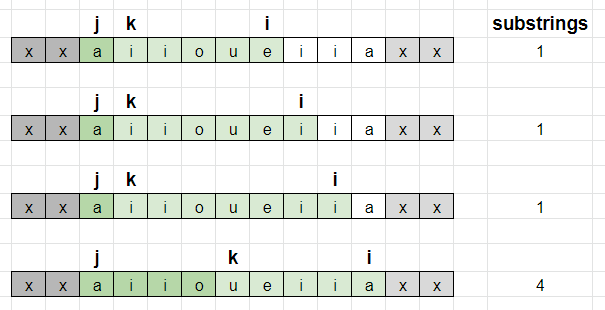 j k i substrings
x x a i i o u e i i a x x 1
j k i
x x a i i o u e i i a x x 1
j k i
x x a i i o u e i i a x x 1
j k i
x x a i i o u e i i a x x 4